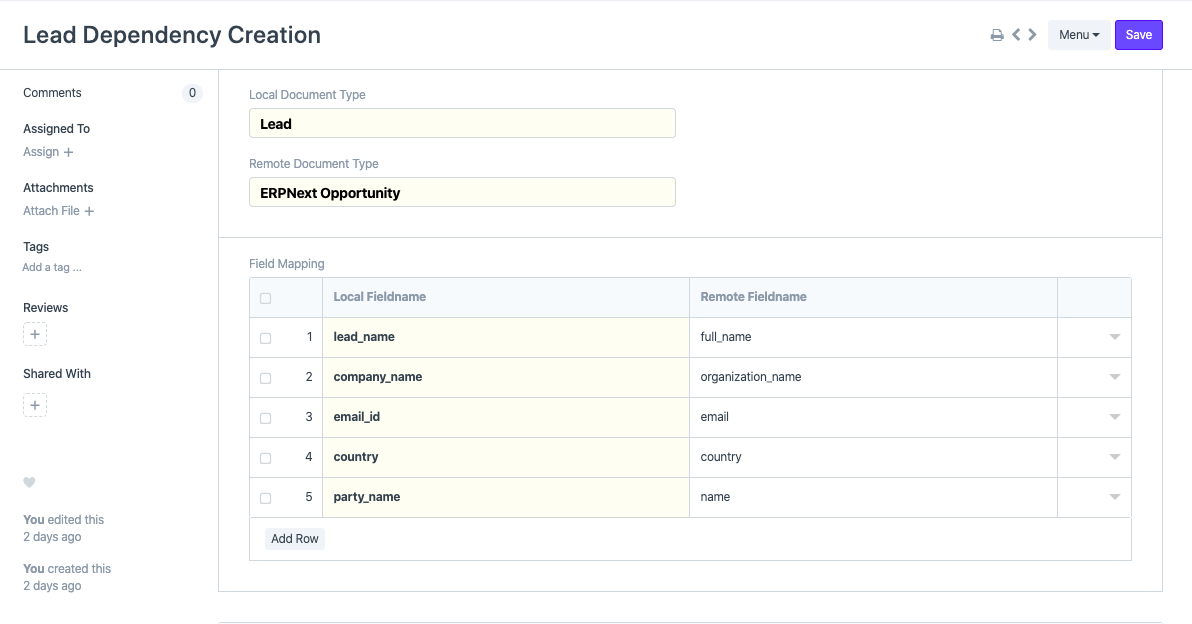 Lead Dependency Creation
Menu
Save
Comments 0
Assigned To
Assign +
Attachments
Attach File +
Tags
Add a tag ...
Reviews
+
Shared With
+
You edited this
2 days ago
You created this
2 days ago
Local Document Type
Lead
Remote Document Type
ERPNext Opportunity
Field Mapping
Local Fieldname Remote Fieldname
1 lead_name full_name
2 company_name organization_name
3 email_id email
4 country country
5 party_name name
Add Row